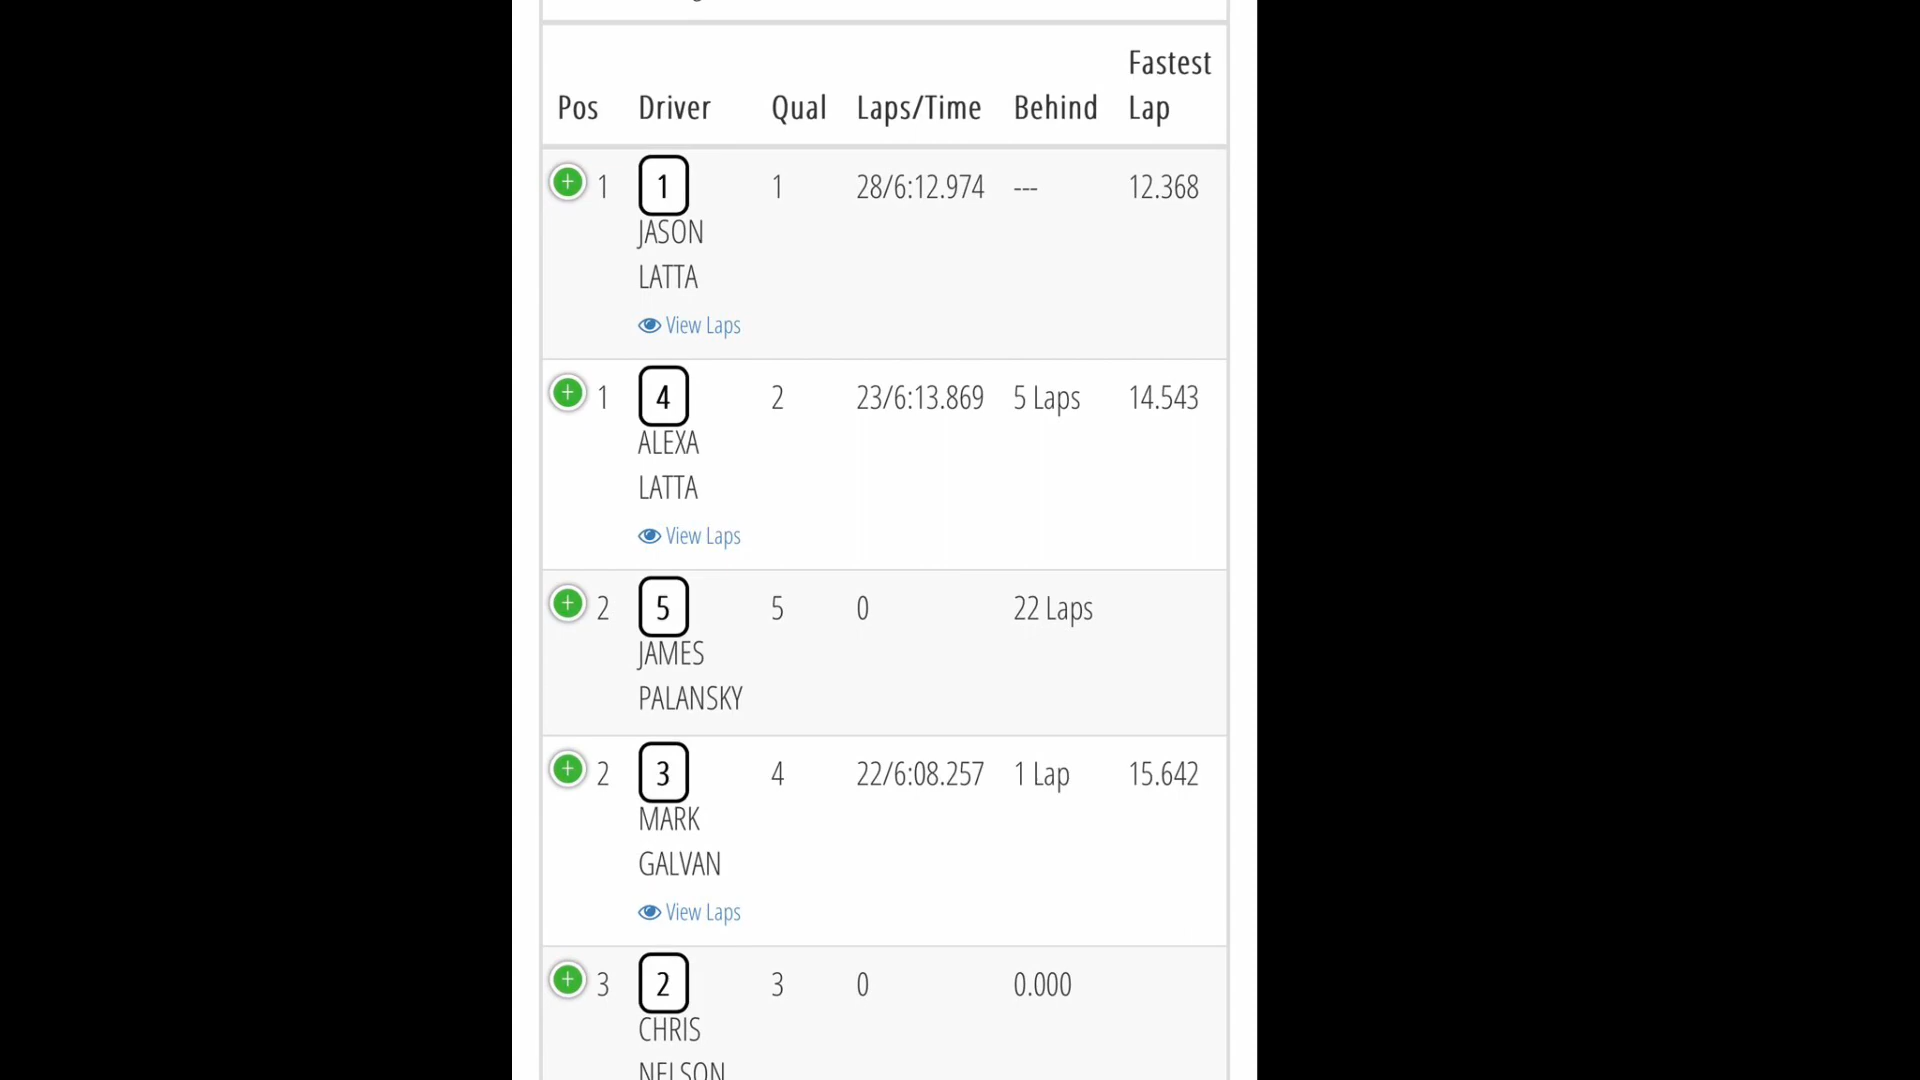 Fastest
Pos Driver Qual Laps/Time Behind Lap
1 1 1 28/6:12.974 --- 12.368
JASON
LATTA
View Laps
1 4 2 23/6:13.869 5 Laps 14.543
ALEXA
LATTA
View Laps
2 5 5 0 22 Laps
JAMES
PALANSKY
2 3 4 22/6:08.257 1 Lap 15.642
MARK
GALVAN
View Laps
3 2 3 0 0.000
CHRIS
NELSON